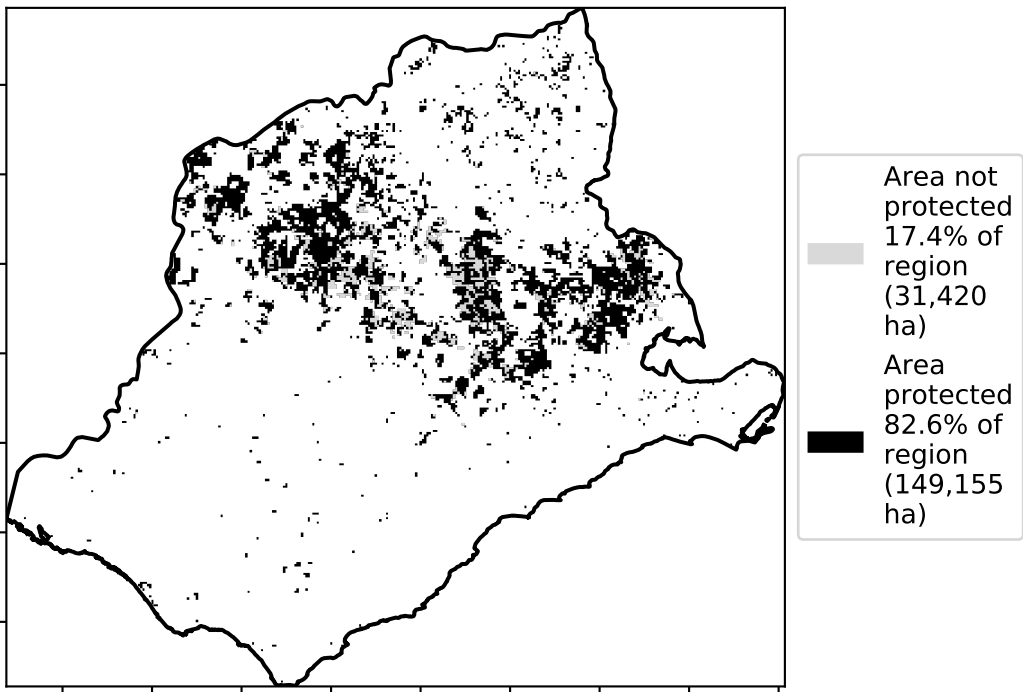 Area not
protected
17.4% of
region
(31,420
ha)
Area
protected
82.6% of
region
(149,155
ha)